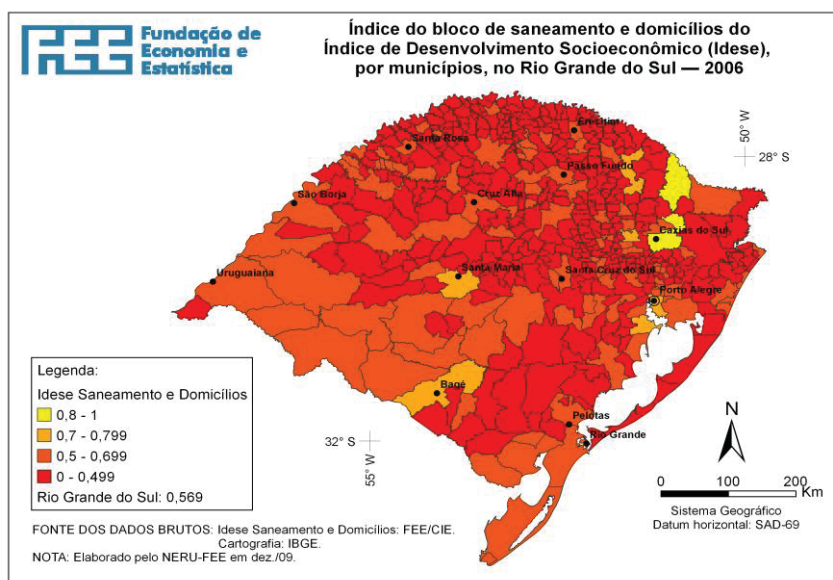 FEE
Fundação de
Economia e
Estatística
Índice do bloco de saneamento e domicílios do
Índice de Desenvolvimento Socioeconômico (Idese),
por municípios, no Rio Grande do Sul — 2006
50° W
28° S
Erechim
Santa Rosa
Passo Fundo
São Borja
Cruz Alta
Caxias do Sul
Uruguaiana
Santa Maria
Santa Cruz do Sul
Porto Alegre
Bagé
Pelotas
Rio Grande
32° S
55° W
Legenda:
Idese Saneamento e Domicílios
0,8 - 1
0,7 - 0,799
0,5 - 0,699
0 - 0,499
Rio Grande do Sul: 0,569
N
0 100 200
Km
Sistema Geográfico
Datum horizontal: SAD-69
FONTE DOS DADOS BRUTOS: Idese Saneamento e Domicílios: FEE/CIE.
Cartografia: IBGE.
NOTA: Elaborado pelo NERU-FEE em dez./09.